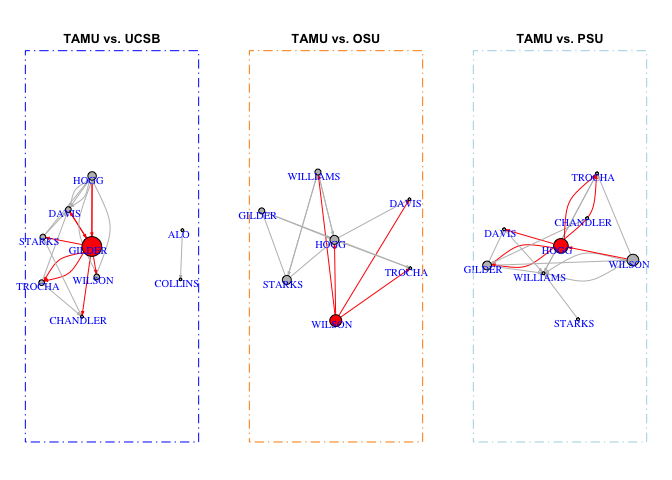 TAMU vs. UCSB
HOGG
DAVIS
STARKS
GILDER
TROCHA
WILSON
CHANDLER
ALO
COLLINS
TAMU vs. OSU
WILLIAMS
DAVIS
GILDER
HOGG
TROCHA
STARKS
WILSON
TAMU vs. PSU
TROCHA
CHANDLER
DAVIS
HOGG
GILDER
WILSON
WILLIAMS
STARKS